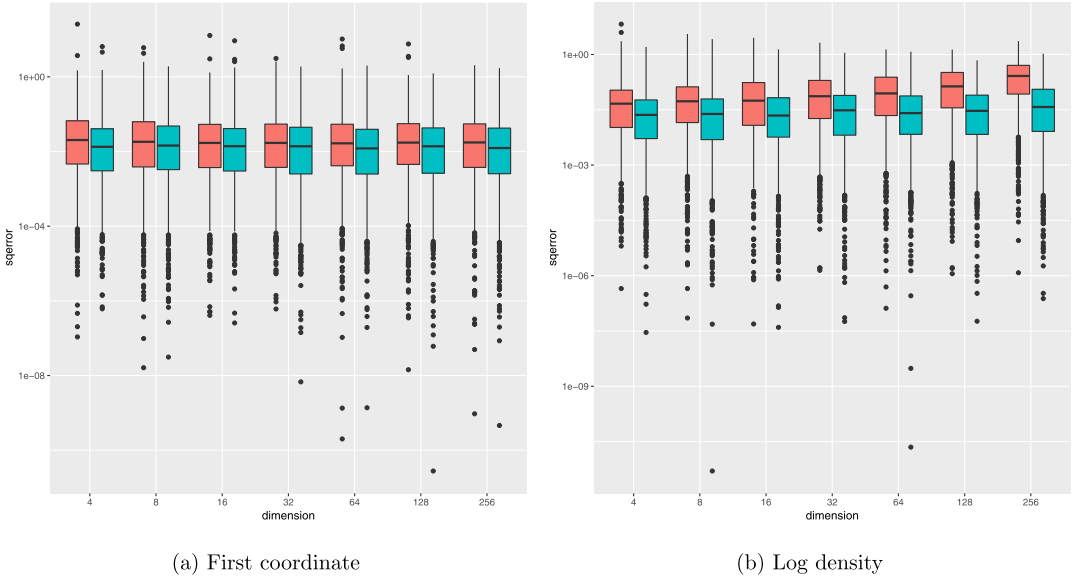 1e+00
1e−04
1e−08
sqerror
4 8 16 32 64 128 256
dimension
(a) First coordinate
1e+00
1e−03
1e−06
1e−09
sqerror
4 8 16 32 64 128 256
dimension
(b) Log density